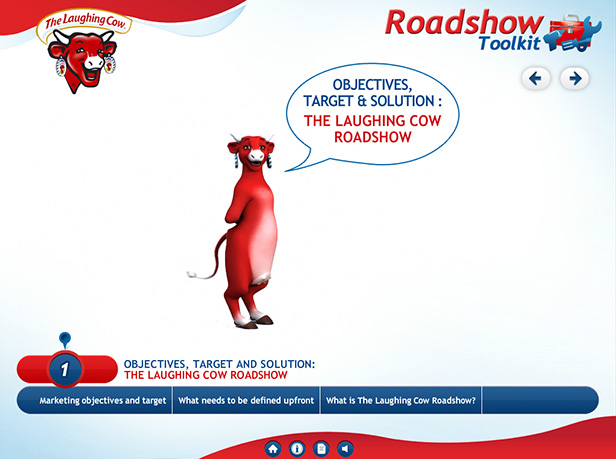 The Laughing Cow.
Roadshow
Toolkit
OBJECTIVES,
TARGET & SOLUTION :
THE LAUGHING COW
ROADSHOW
1
OBJECTIVES, TARGET AND SOLUTION:
THE LAUGHING COW ROADSHOW
Marketing objectives and target What needs to be defined upfront What is The Laughing Cow Roadshow?